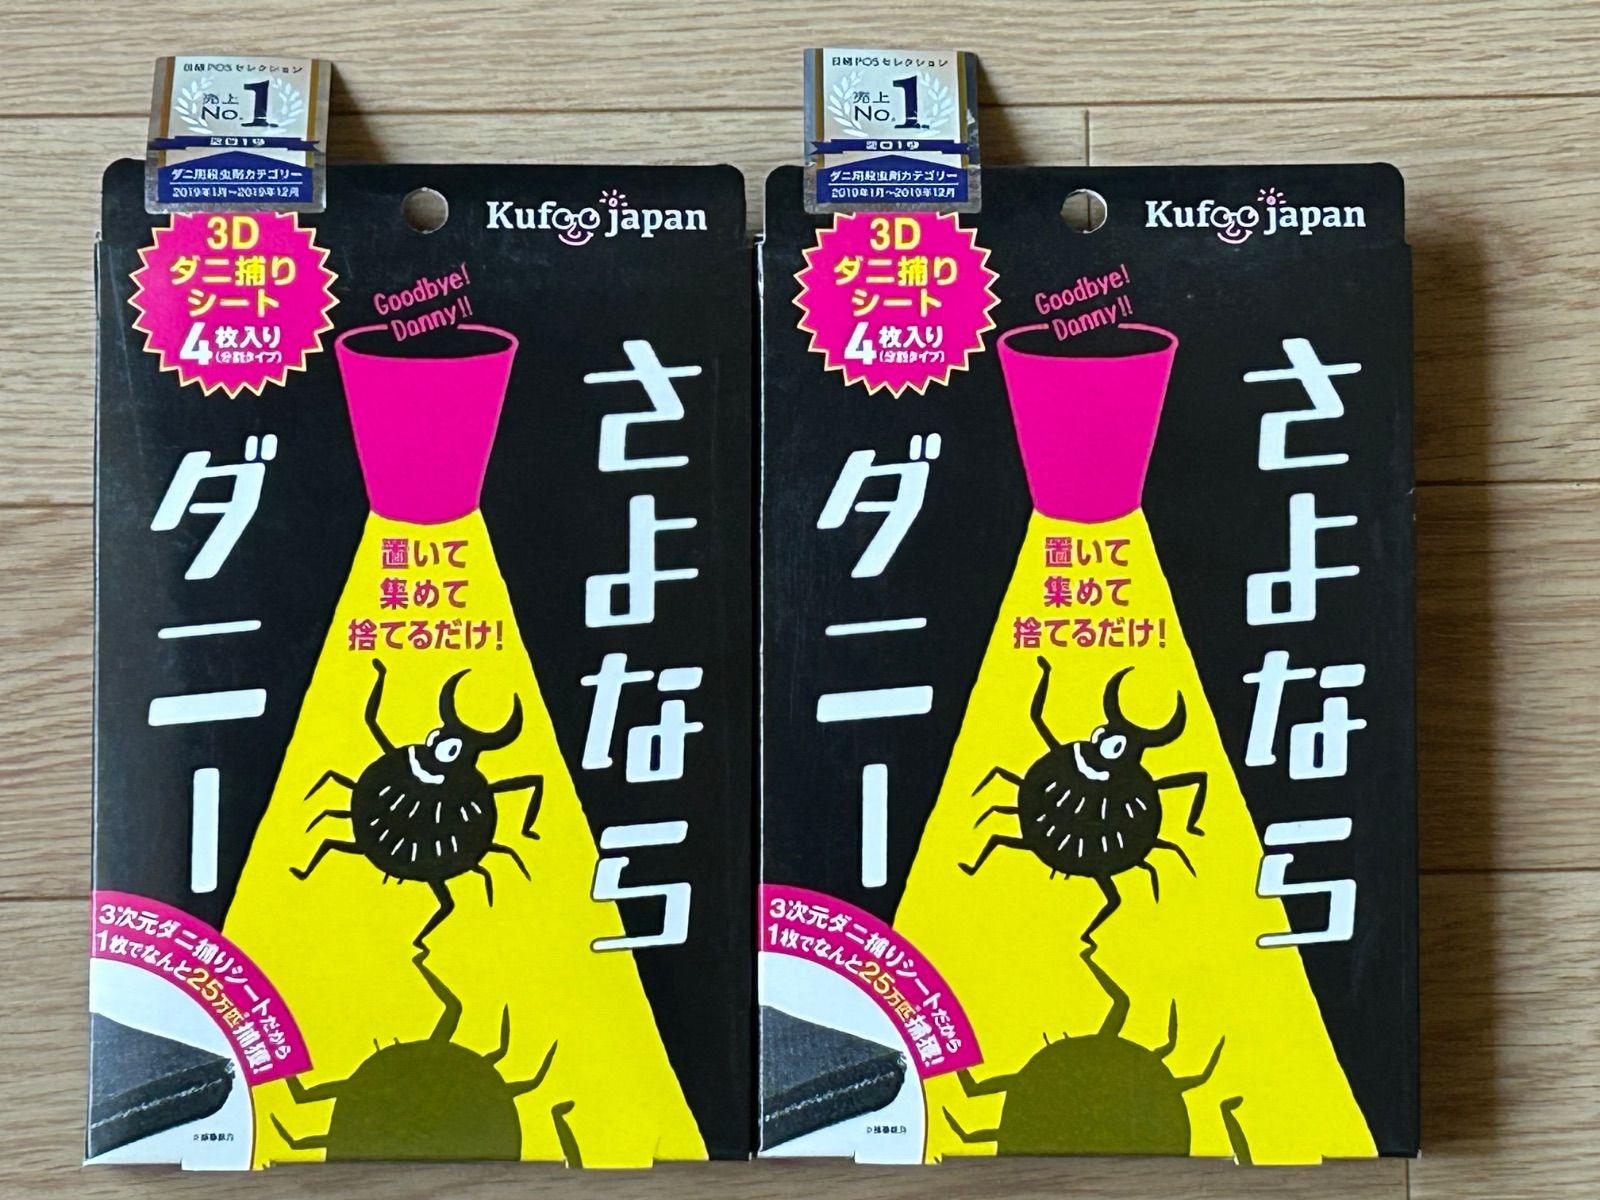 日経POSセレクション
売上
No.1
2019
ダニ用殺虫剤カテゴリー
2019年1月~2019年12月
Kufoo japan
3D
ダニ捕り
シート
4枚入り
(分割タイプ)
Goodbye!
Danny!!
さよなら
ダニー
置いて
集めて
捨てるだけ!
3次元ダニ捕りシートだから
1枚でなんと25万匹*捕獲!
日経POSセレクション
売上
No.1
2019
ダニ用殺虫剤カテゴリー
2019年1月~2019年12月
Kufoo japan
3D
ダニ捕り
シート
4枚入り
(分割タイプ)
Goodbye!
Danny!!
さよなら
ダニー
置いて
集めて
捨てるだけ!
3次元ダニ捕りシートだから
1枚でなんと25万匹*捕獲!